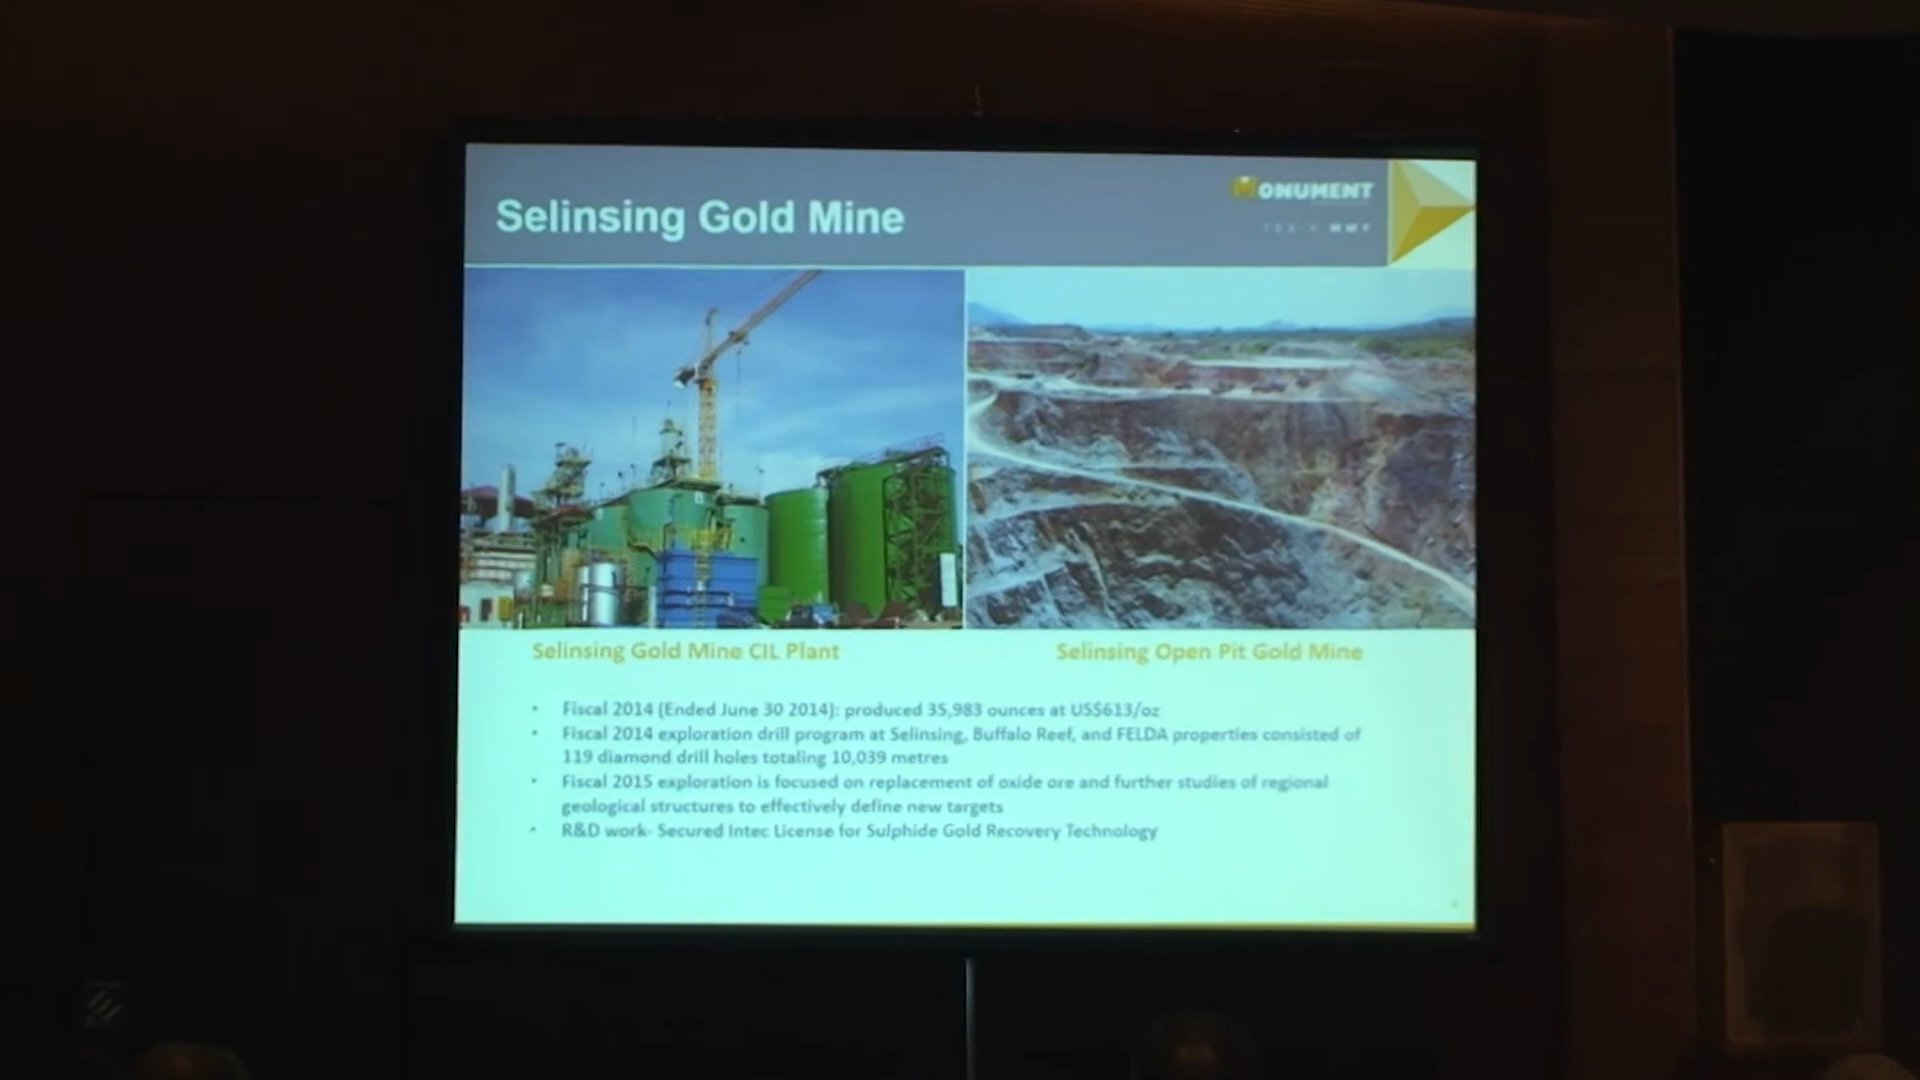 Selinsing Gold Mine
MONUMENT
Selinsing Gold Mine CIL Plant
Selinsing Open Pit Gold Mine
• Fiscal 2014 (Ended June 30 2014): produced 35,983 ounces at US$613/oz
• Fiscal 2014 exploration drill program at Selinsing, Buffalo Reef, and FELDA properties consisted of
119 diamond drill holes totaling 10,039 metres
• Fiscal 2015 exploration is focused on replacement of oxide ore and further studies of regional
geological structures to effectively define new targets
• R&D work- Secured Intec License for Sulphide Gold Recovery Technology